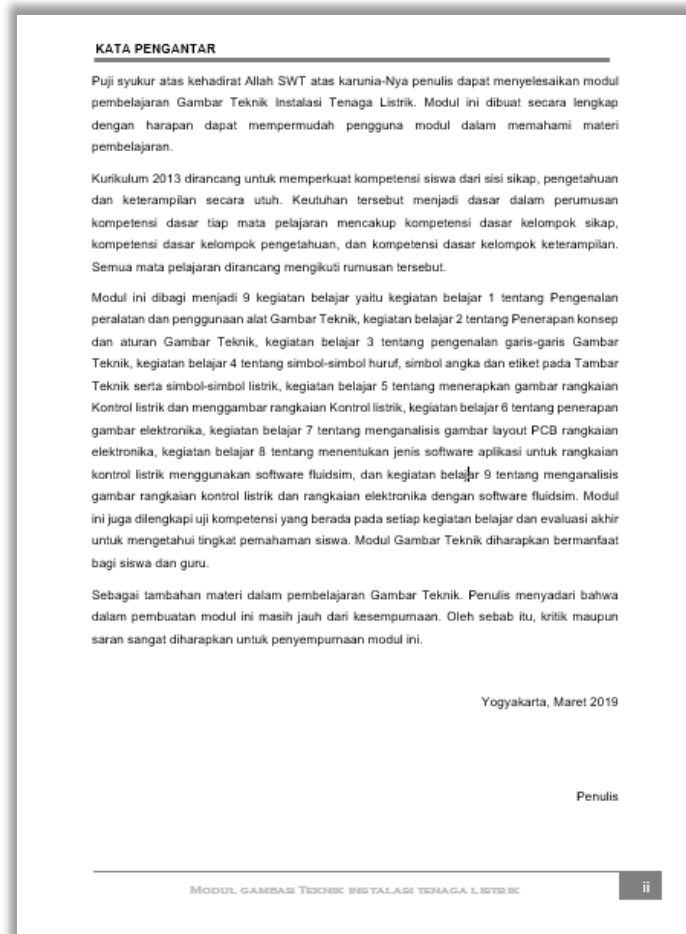 KATA PENGANTAR
Puji syukur atas kehadirat Allah SWT atas karunia-Nya penulis dapat menyelesaikan modul
pembelajaran Gambar Teknik Instalasi Tenaga Listrik. Modul ini dibuat secara lengkap
dengan harapan dapat mempermudah pengguna modul dalam memahami materi
pembelajaran.
Kurikulum 2013 dirancang untuk memperkuat kompetensi siswa dari sisi sikap, pengetahuan
dan keterampilan secara utuh. Keutuhan tersebut menjadi dasar dalam perumusan
kompetensi dasar tiap mata pelajaran mencakup kompetensi dasar kelompok sikap,
kompetensi dasar kelompok pengetahuan, dan kompetensi dasar kelompok keterampilan.
Semua mata pelajaran dirancang mengikuti rumusan tersebut.
Modul ini dibagi menjadi 9 kegiatan belajar yaitu kegiatan belajar 1 tentang Pengenalan
peralatan dan penggunaan alat Gambar Teknik, kegiatan belajar 2 tentang Penerapan konsep
dan aturan Gambar Teknik, kegiatan belajar 3 tentang pengenalan garis-garis Gambar
Teknik, kegiatan belajar 4 tentang simbol-simbol huruf, simbol angka dan etiket pada Tambar
Teknik serta simbol-simbol listrik, kegiatan belajar 5 tentang menerapkan gambar rangkaian
Kontrol listrik dan menggambar rangkaian Kontrol listrik, kegiatan belajar 6 tentang penerapan
gambar elektronika, kegiatan belajar 7 tentang menganalisis gambar layout PCB rangkaian
elektronika, kegiatan belajar 8 tentang menentukan jenis software aplikasi untuk rangkaian
kontrol listrik menggunakan software fluidsim, dan kegiatan belajar 9 tentang menganalisis
gambar rangkaian kontrol listrik dan rangkaian elektronika dengan software fluidsim. Modul
ini juga dilengkapi uji kompetensi yang berada pada setiap kegiatan belajar dan evaluasi akhir
untuk mengetahui tingkat pemahaman siswa. Modul Gambar Teknik diharapkan bermanfaat
bagi siswa dan guru.
Sebagai tambahan materi dalam pembelajaran Gambar Teknik. Penulis menyadari bahwa
dalam pembuatan modul ini masih jauh dari kesempurnaan. Oleh sebab itu, kritik maupun
saran sangat diharapkan untuk penyempurnaan modul ini.
Yogyakarta, Maret 2019
Penulis
MODUL GAMBAR TEKNIK INSTALASI TENAGA LISTRIK
ii